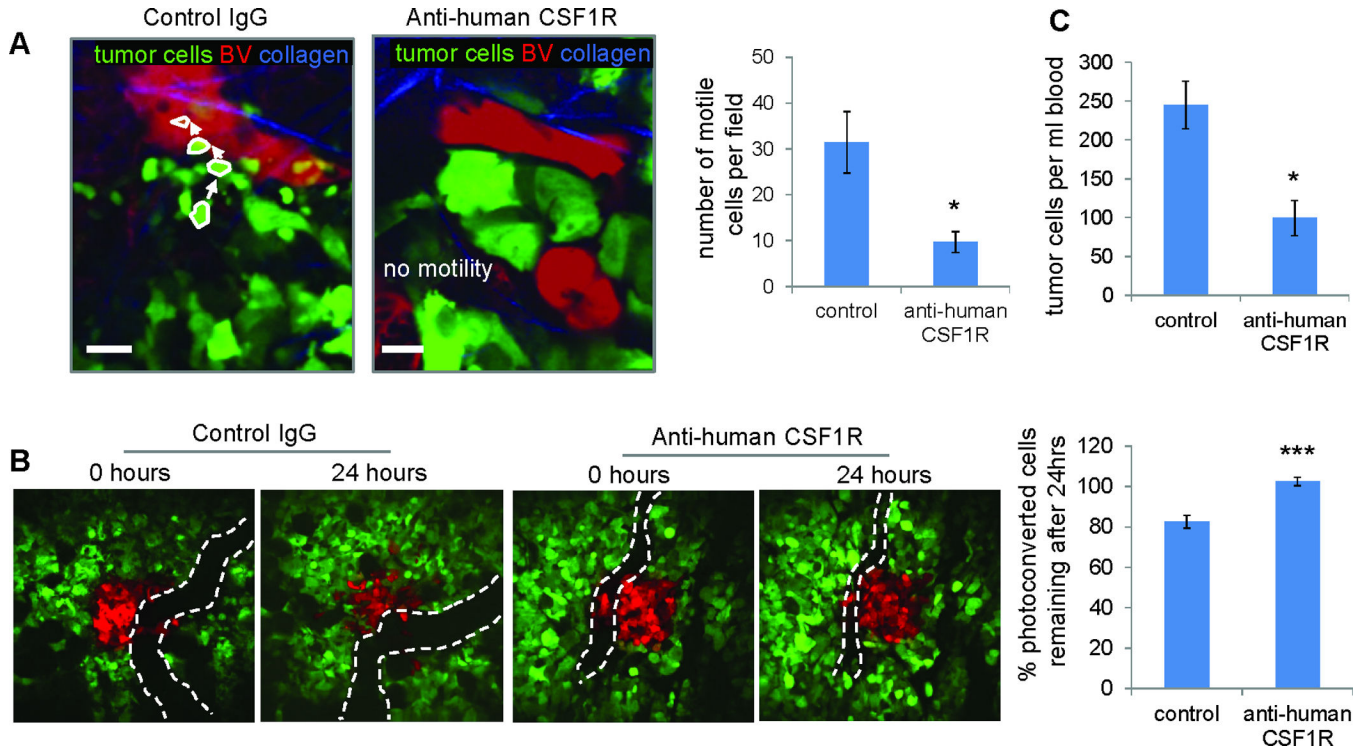 A
Control IgG
tumor cells BV collagen
Anti-human CSF1R
tumor cells BV collagen
no motility
number of motile
cells per field
50
40
30
20
10
0
*
control
anti-human
CSF1R
C
tumor cells per ml blood
300
250
200
150
100
50
0
*
control
anti-human
CSF1R
B
Control IgG
0 hours
24 hours
Anti-human CSF1R
0 hours
24 hours
% photoconverted cells
remaining after 24hrs
120
100
80
60
40
20
0
***
control
anti-human
CSF1R